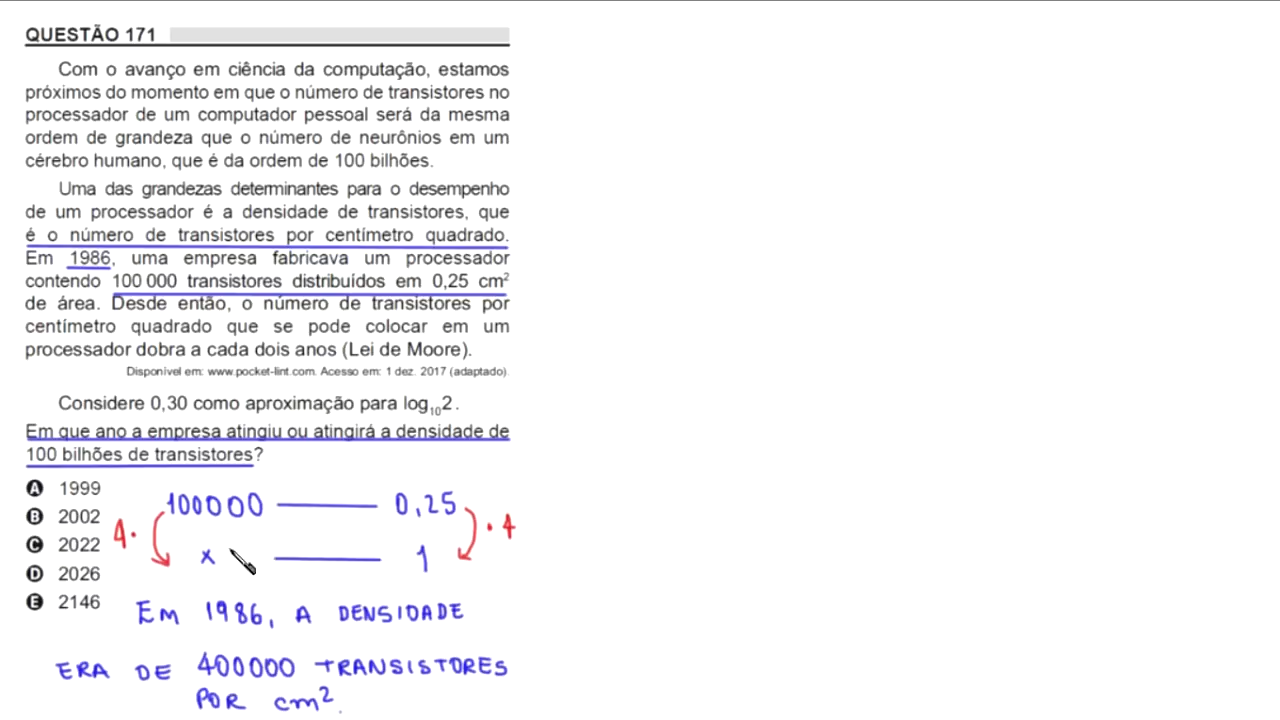 QUESTÃO 171
Com o avanço em ciência da computação, estamos
próximos do momento em que o número de transistores no
processador de um computador pessoal será da mesma
ordem de grandeza que o número de neurônios em um
cérebro humano, que é da ordem de 100 bilhões.
Uma das grandezas determinantes para o desempenho
de um processador é a densidade de transistores, que
é o número de transistores por centímetro quadrado.
Em 1986, uma empresa fabricava um processador
contendo 100 000 transistores distribuídos em 0,25 cm²
de área. Desde então, o número de transistores por
centímetro quadrado que se pode colocar em um
processador dobra a cada dois anos (Lei de Moore).
Disponível em: www.pocket-lint.com. Acesso em: 1 dez. 2017 (adaptado).
Considere 0,30 como aproximação para log₁₀2.
Em que ano a empresa atingiu ou atingirá a densidade de
100 bilhões de transistores?
A 1999
B 2002
C 2022
D 2026
E 2146
100000 — 0,25
4· · 4
x — 1
Em 1986, A DENSIDADE
ERA DE 400000 TRANSISTORES
POR cm².